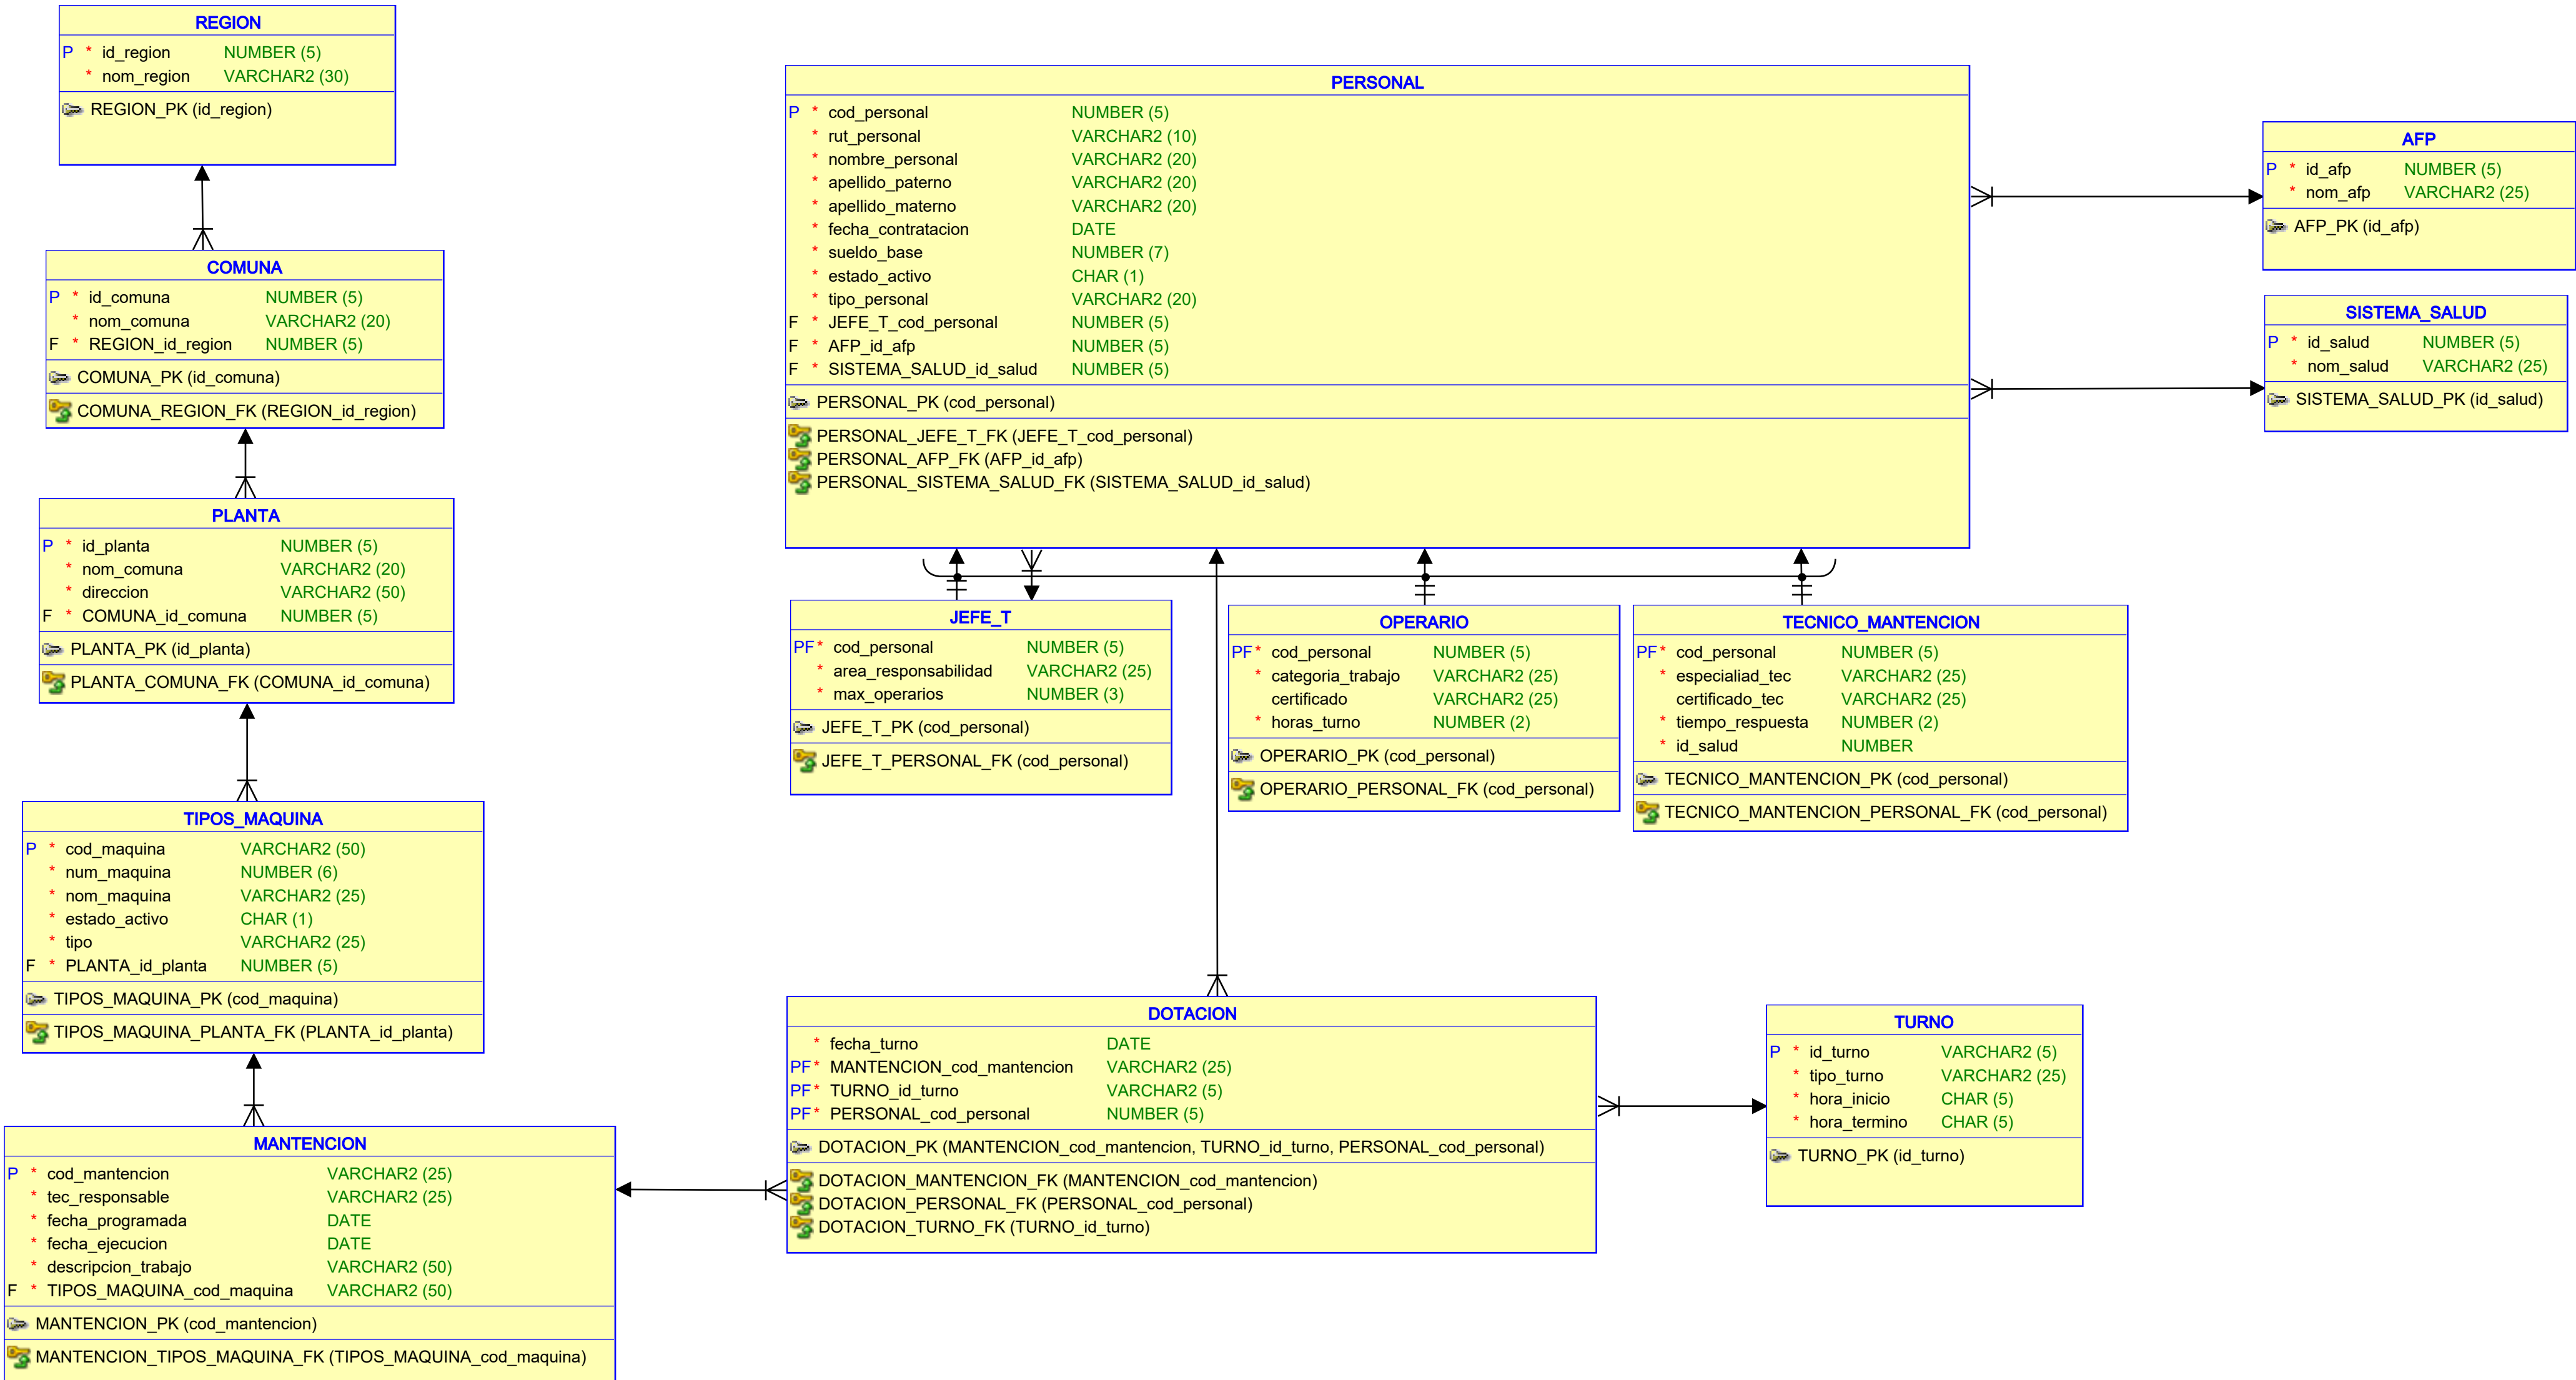 REGION
P * id_region NUMBER (5)
* nom_region VARCHAR2 (30)
REGION_PK (id_region)
COMUNA
P * id_comuna NUMBER (5)
* nom_comuna VARCHAR2 (20)
F * REGION_id_region NUMBER (5)
COMUNA_PK (id_comuna)
COMUNA_REGION_FK (REGION_id_region)
PLANTA
P * id_planta NUMBER (5)
* nom_comuna VARCHAR2 (20)
* direccion VARCHAR2 (50)
F * COMUNA_id_comuna NUMBER (5)
PLANTA_PK (id_planta)
PLANTA_COMUNA_FK (COMUNA_id_comuna)
TIPOS_MAQUINA
P * cod_maquina VARCHAR2 (50)
* num_maquina NUMBER (6)
* nom_maquina VARCHAR2 (25)
* estado_activo CHAR (1)
* tipo VARCHAR2 (25)
F * PLANTA_id_planta NUMBER (5)
TIPOS_MAQUINA_PK (cod_maquina)
TIPOS_MAQUINA_PLANTA_FK (PLANTA_id_planta)
MANTENCION
P * cod_mantencion VARCHAR2 (25)
* tec_responsable VARCHAR2 (25)
* fecha_programada DATE
* fecha_ejecucion DATE
* descripcion_trabajo VARCHAR2 (50)
F * TIPOS_MAQUINA_cod_maquina VARCHAR2 (50)
MANTENCION_PK (cod_mantencion)
MANTENCION_TIPOS_MAQUINA_FK (TIPOS_MAQUINA_cod_maquina)
PERSONAL
P * cod_personal NUMBER (5)
* rut_personal VARCHAR2 (10)
* nombre_personal VARCHAR2 (20)
* apellido_paterno VARCHAR2 (20)
* apellido_materno VARCHAR2 (20)
* fecha_contratacion DATE
* sueldo_base NUMBER (7)
* estado_activo CHAR (1)
* tipo_personal VARCHAR2 (20)
F * JEFE_T_cod_personal NUMBER (5)
F * AFP_id_afp NUMBER (5)
F * SISTEMA_SALUD_id_salud NUMBER (5)
PERSONAL_PK (cod_personal)
PERSONAL_JEFE_T_FK (JEFE_T_cod_personal)
PERSONAL_AFP_FK (AFP_id_afp)
PERSONAL_SISTEMA_SALUD_FK (SISTEMA_SALUD_id_salud)
AFP
P * id_afp NUMBER (5)
* nom_afp VARCHAR2 (25)
AFP_PK (id_afp)
SISTEMA_SALUD
P * id_salud NUMBER (5)
* nom_salud VARCHAR2 (25)
SISTEMA_SALUD_PK (id_salud)
JEFE_T
PF* cod_personal NUMBER (5)
* area_responsabilidad VARCHAR2 (25)
* max_operarios NUMBER (3)
JEFE_T_PK (cod_personal)
JEFE_T_PERSONAL_FK (cod_personal)
OPERARIO
PF* cod_personal NUMBER (5)
* categoria_trabajo VARCHAR2 (25)
certificado VARCHAR2 (25)
* horas_turno NUMBER (2)
OPERARIO_PK (cod_personal)
OPERARIO_PERSONAL_FK (cod_personal)
TECNICO_MANTENCION
PF* cod_personal NUMBER (5)
* especialiad_tec VARCHAR2 (25)
certificado_tec VARCHAR2 (25)
* tiempo_respuesta NUMBER (2)
* id_salud NUMBER
TECNICO_MANTENCION_PK (cod_personal)
TECNICO_MANTENCION_PERSONAL_FK (cod_personal)
DOTACION
* fecha_turno DATE
PF* MANTENCION_cod_mantencion VARCHAR2 (25)
PF* TURNO_id_turno VARCHAR2 (5)
PF* PERSONAL_cod_personal NUMBER (5)
DOTACION_PK (MANTENCION_cod_mantencion, TURNO_id_turno, PERSONAL_cod_personal)
DOTACION_MANTENCION_FK (MANTENCION_cod_mantencion)
DOTACION_PERSONAL_FK (PERSONAL_cod_personal)
DOTACION_TURNO_FK (TURNO_id_turno)
TURNO
P * id_turno VARCHAR2 (5)
* tipo_turno VARCHAR2 (25)
* hora_inicio CHAR (5)
* hora_termino CHAR (5)
TURNO_PK (id_turno)